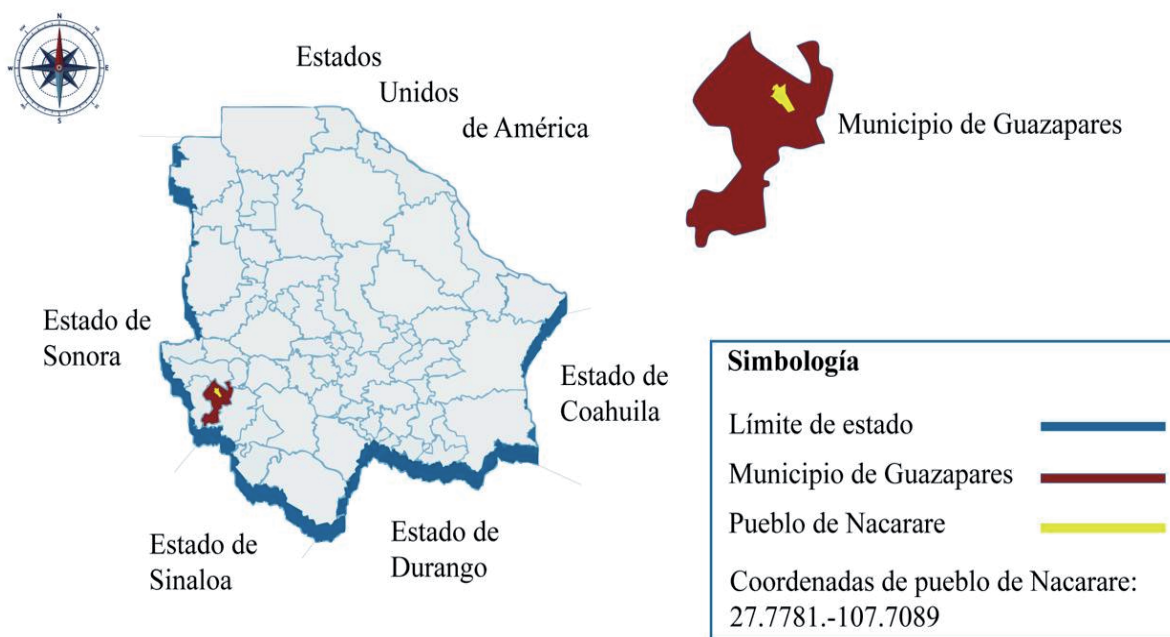 N
Estados
Unidos
de América
Municipio de Guazapares
Estado de
Sonora
Estado de
Coahuila
Estado de
Sinaloa
Estado de
Durango
Simbología
Límite de estado
Municipio de Guazapares
Pueblo de Nacarare
Coordenadas de pueblo de Nacarare:
27.7781.-107.7089
W
E
S